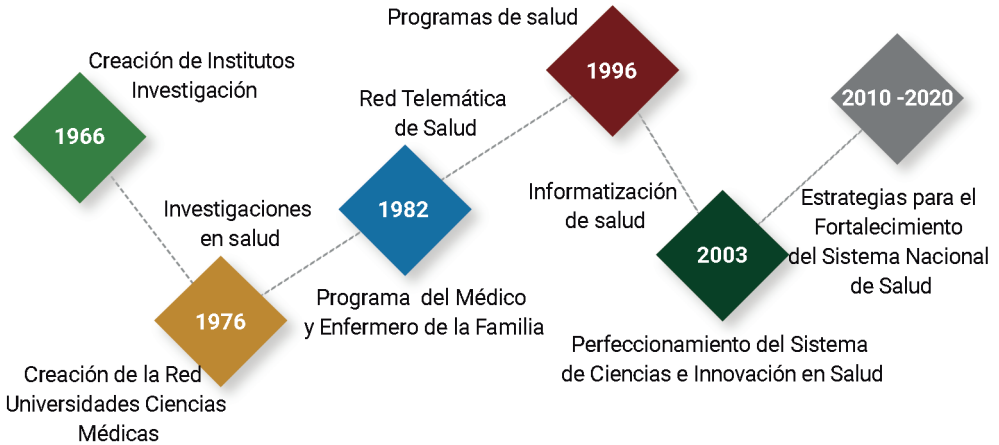 Creación de Institutos
Investigación
1966
Investigaciones
en salud
1976
Creación de la Red
Universidades Ciencias
Médicas
Red Telemática
de Salud
1982
Programa del Médico
y Enfermero de la Familia
Programas de salud
1996
Informatización
de salud
2003
Perfeccionamiento del Sistema
de Ciencias e Innovación en Salud
2010 -2020
Estrategias para el
Fortalecimiento
del Sistema Nacional
de Salud